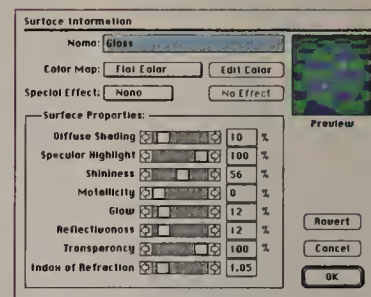 Surface Information
Name: Glass
Color Map: Flat Color Edit Color
Special Effect: None No Effect
Preview
Surface Properties:
Diffuse Shading 10 %
Specular Highlight 100 %
Shininess 56 %
Metallicity 0 %
Glow 12 %
Reflectiveness 12 %
Transparency 100 %
Index of Refraction 1.05
Revert
Cancel
OK